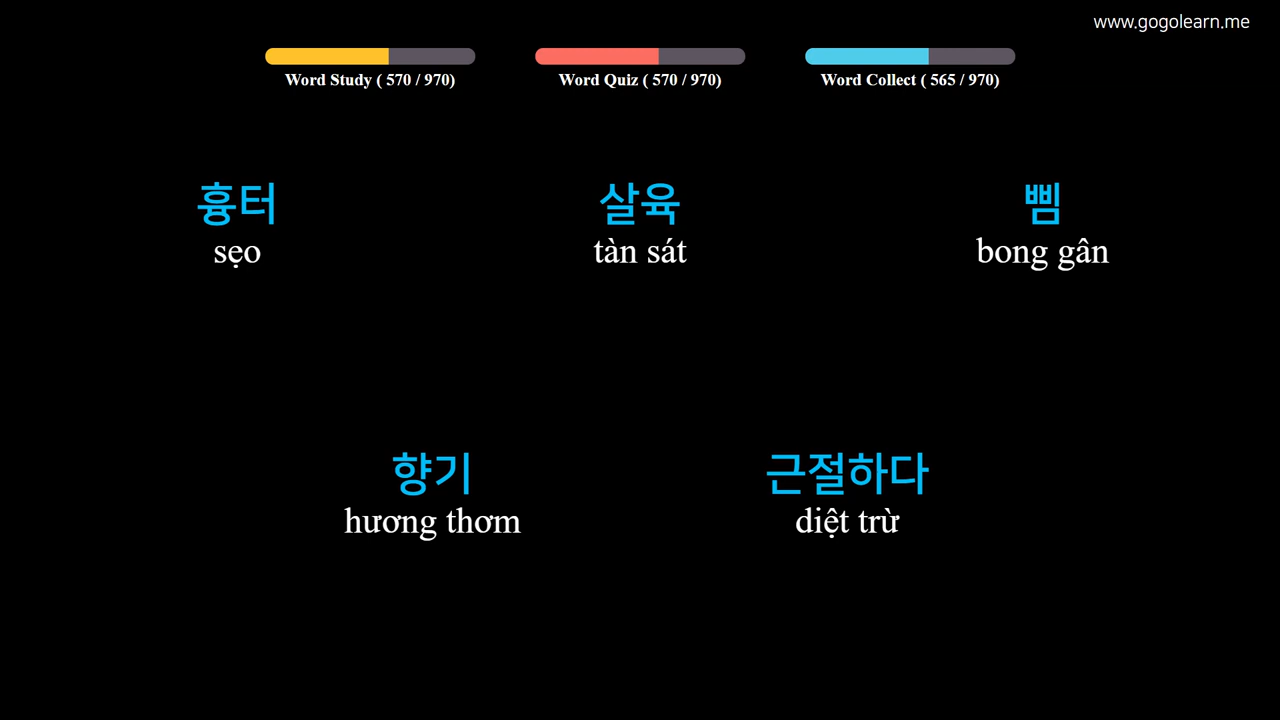 www.gogolearn.me
Word Study ( 570 / 970)
Word Quiz ( 570 / 970)
Word Collect ( 565 / 970)
흉터
sẹo
살육
tàn sát
삠
bong gân
향기
hương thơm
근절하다
diệt trừ